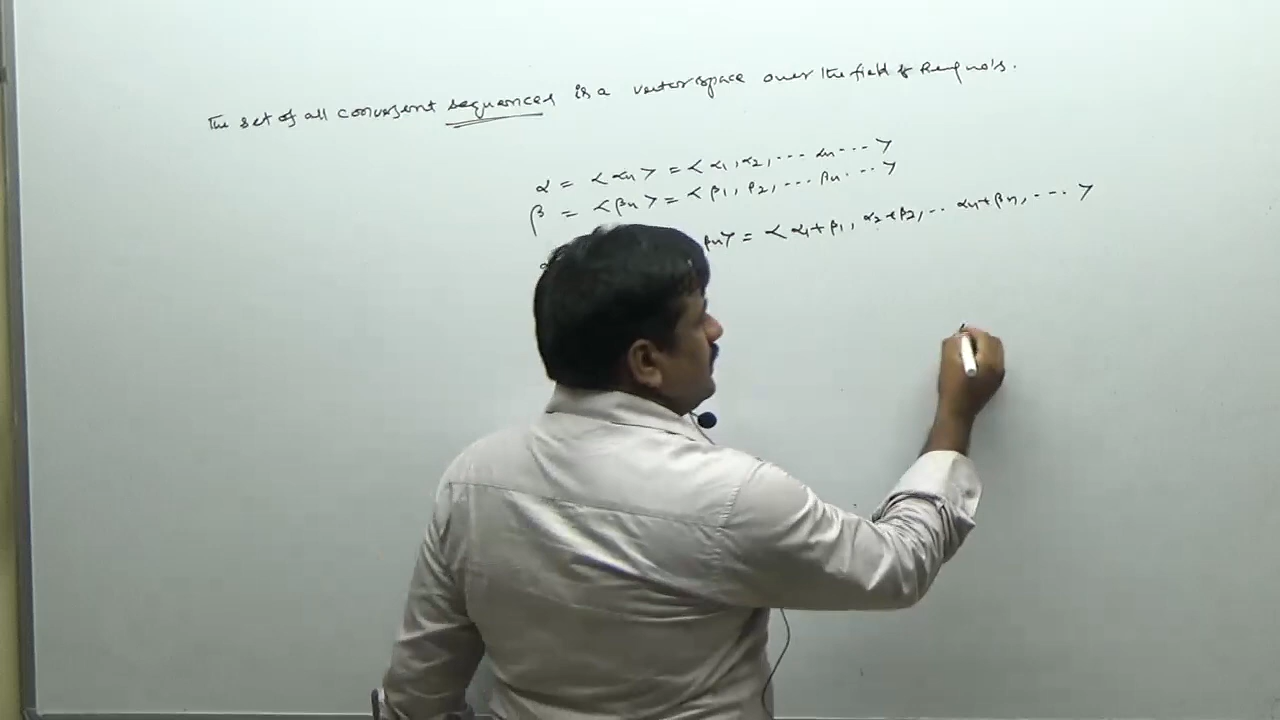 The set of all convergent sequences is a vector space over the field of Real no's.
α = <αn> = <α1, α2, ... αn ... >
β = <βn> = <β1, β2, ... βn ... >
βn> = <α1+β1, α2+β2, ... αn+βn, ... >